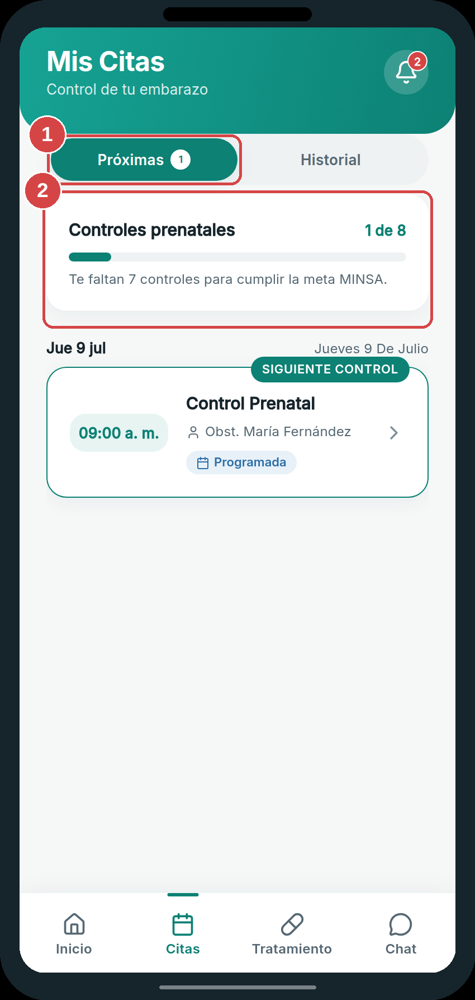 Mis Citas
Control de tu embarazo
2
1
Próximas 1
Historial
2
Controles prenatales
1 de 8
Te faltan 7 controles para cumplir la meta MINSA.
Jue 9 jul
Jueves 9 De Julio
SIGUIENTE CONTROL
Control Prenatal
09:00 a. m.
Obst. María Fernández
Programada
Inicio
Citas
Tratamiento
Chat